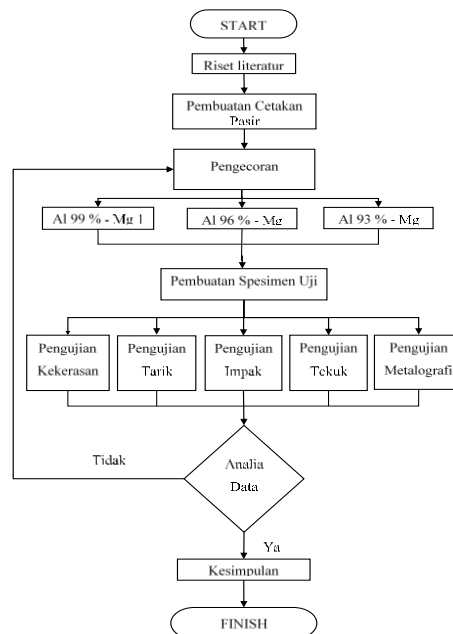 START
Riset literatur
Pembuatan Cetakan
Pasir
Pengecoran
Al 99 % - Mg 1
Al 96 % - Mg
Al 93 % - Mg
Pembuatan Spesimen Uji
Pengujian
Kekerasan
Pengujian
Tarik
Pengujian
Impak
Pengujian
Tekuk
Pengujian
Metalografi
Tidak
Analia
Data
Ya
Kesimpulan
FINISH